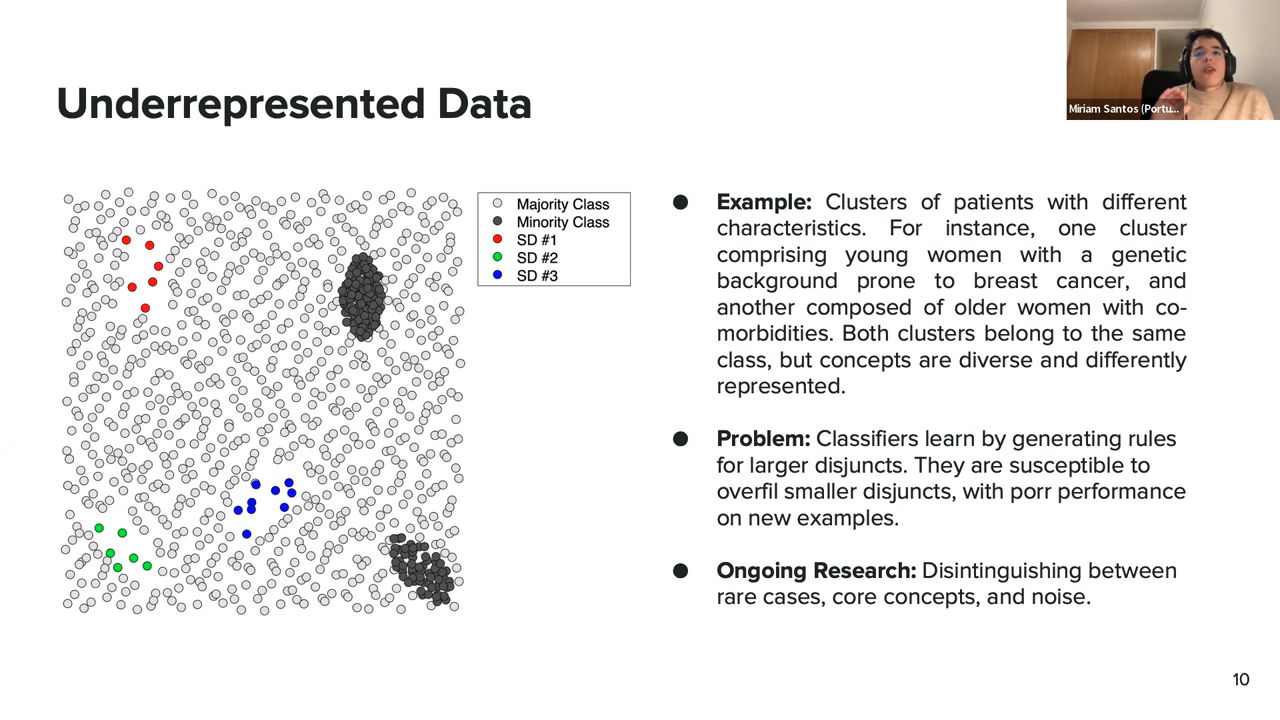 Underrepresented Data
Miriam Santos (Portu...
Majority Class
Minority Class
SD #1
SD #2
SD #3
● Example: Clusters of patients with different
characteristics. For instance, one cluster
comprising young women with a genetic
background prone to breast cancer, and
another composed of older women with co-
morbidities. Both clusters belong to the same
class, but concepts are diverse and differently
represented.
● Problem: Classifiers learn by generating rules
for larger disjuncts. They are susceptible to
overfil smaller disjuncts, with porr performance
on new examples.
● Ongoing Research: Disintinguishing between
rare cases, core concepts, and noise.
10